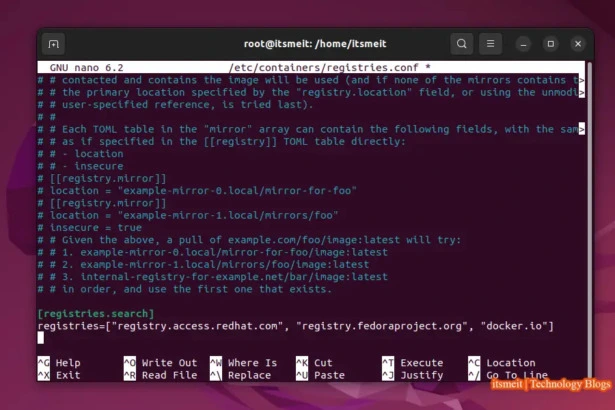 root@itsmeit: /home/itsmeit
GNU nano 6.2 /etc/containers/registries.conf *
# # contacted and contains the image will be used (and if none of the mirrors contains t>
# # the primary location specified by the "registry.location" field, or using the unmodi>
# # user-specified reference, is tried last).
# #
# # Each TOML table in the "mirror" array can contain the following fields, with the sam>
# # as if specified in the [[registry]] TOML table directly:
# # - location
# # - insecure
# [[registry.mirror]]
# location = "example-mirror-0.local/mirror-for-foo"
# [[registry.mirror]]
# location = "example-mirror-1.local/mirrors/foo"
# insecure = true
# # Given the above, a pull of example.com/foo/image:latest will try:
# # 1. example-mirror-0.local/mirror-for-foo/image:latest
# # 2. example-mirror-1.local/mirrors/foo/image:latest
# # 3. internal-registry-for-example.net/bar/image:latest
# # in order, and use the first one that exists.
[registries.search]
registries=["registry.access.redhat.com", "registry.fedoraproject.org", "docker.io"]
^G Help ^O Write Out ^W Where Is ^K Cut ^T Execute ^C Location
^X Exit ^R Read File ^\ Replace ^U Paste ^J Justify ^/ Go To Line
itsmeit | Technology Blogs